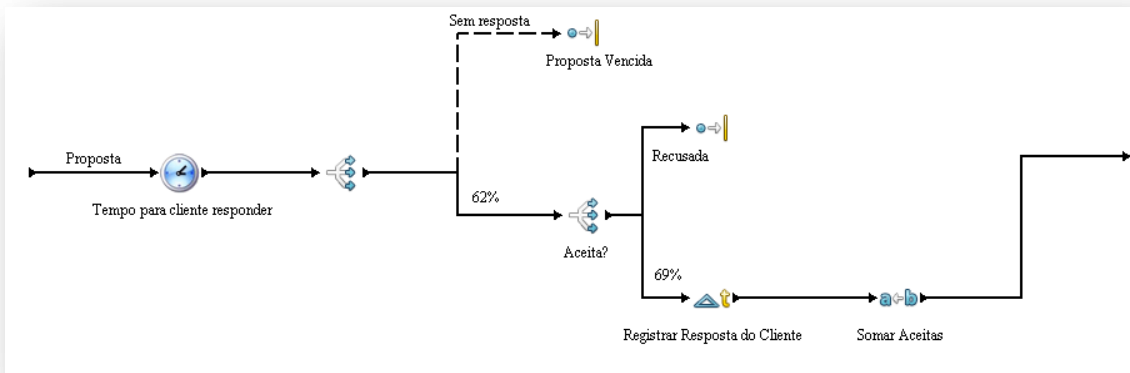 Sem resposta
Proposta Vencida
Proposta
Recusada
Tempo para cliente responder
62%
Aceita?
69%
t
a b
Registrar Resposta do Cliente
Somar Aceitas